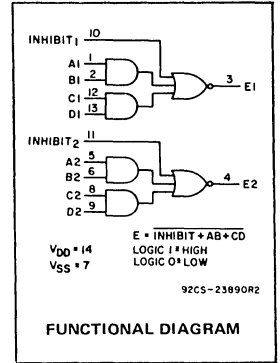 INHIBIT1 10
A1 1
B1 2
3 E1
C1 12
D1 13
INHIBIT2 11
A2 5
B2 6
4 E2
C2 8
D2 9
E = INHIBIT + AB + CD
VDD = 14 LOGIC 1 = HIGH
VSS = 7 LOGIC 0 = LOW
92CS-23890R2
FUNCTIONAL DIAGRAM